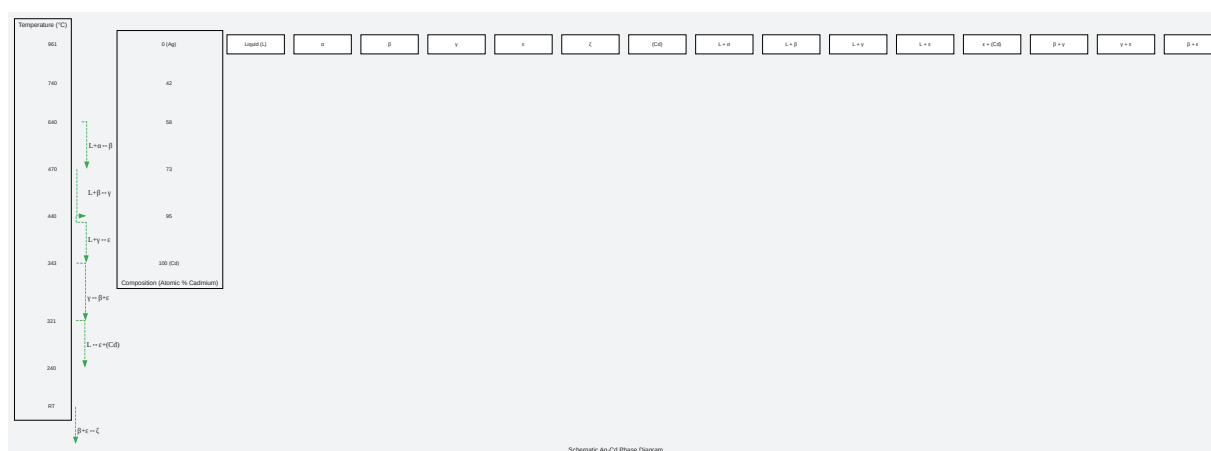 Temperature (°C)
961
740
640
470
440
343
321
240
RT
L+α↔β
L+β↔γ
L+γ↔ε
γ↔β+ε
L↔ε+(Cd)
β+ε↔ζ
0 (Ag)
42
58
73
95
100 (Cd)
Composition (Atomic % Cadmium)
Liquid (L)
α
β
γ
ε
ζ
(Cd)
L + α
L + β
L + γ
L + ε
ε + (Cd)
β + γ
γ + ε
β + ε
Schematic Ag-Cd Phase Diagram